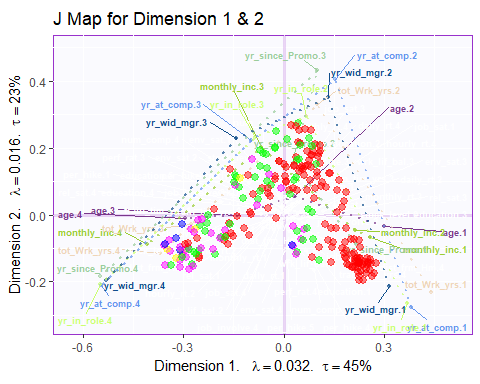 J Map for Dimension 1 & 2
yr_since_Promo.3
yr_at_comp.2
yr_wid_mgr.2
monthly_inc.3
yr_in_role.2
tot_Wrk_yrs.2
yr_at_comp.3
yr_in_role.3
age.2
yr_wid_mgr.3
age.3
age.4
monthly_inc.4
tot_Wrk_yrs.4
yr_since_Promo.4
yr_wid_mgr.4
yr_at_comp.4
yr_in_role.4
age.1
monthly_inc.1
tot_Wrk_yrs.1
yr_wid_mgr.1
yr_at_comp.1
0.4
0.2
0.0
-0.2
-0.6
-0.3
0.0
0.3
Dimension 1. λ = 0.032. τ = 45%
Dimension 2. λ = 0.016. τ = 23%